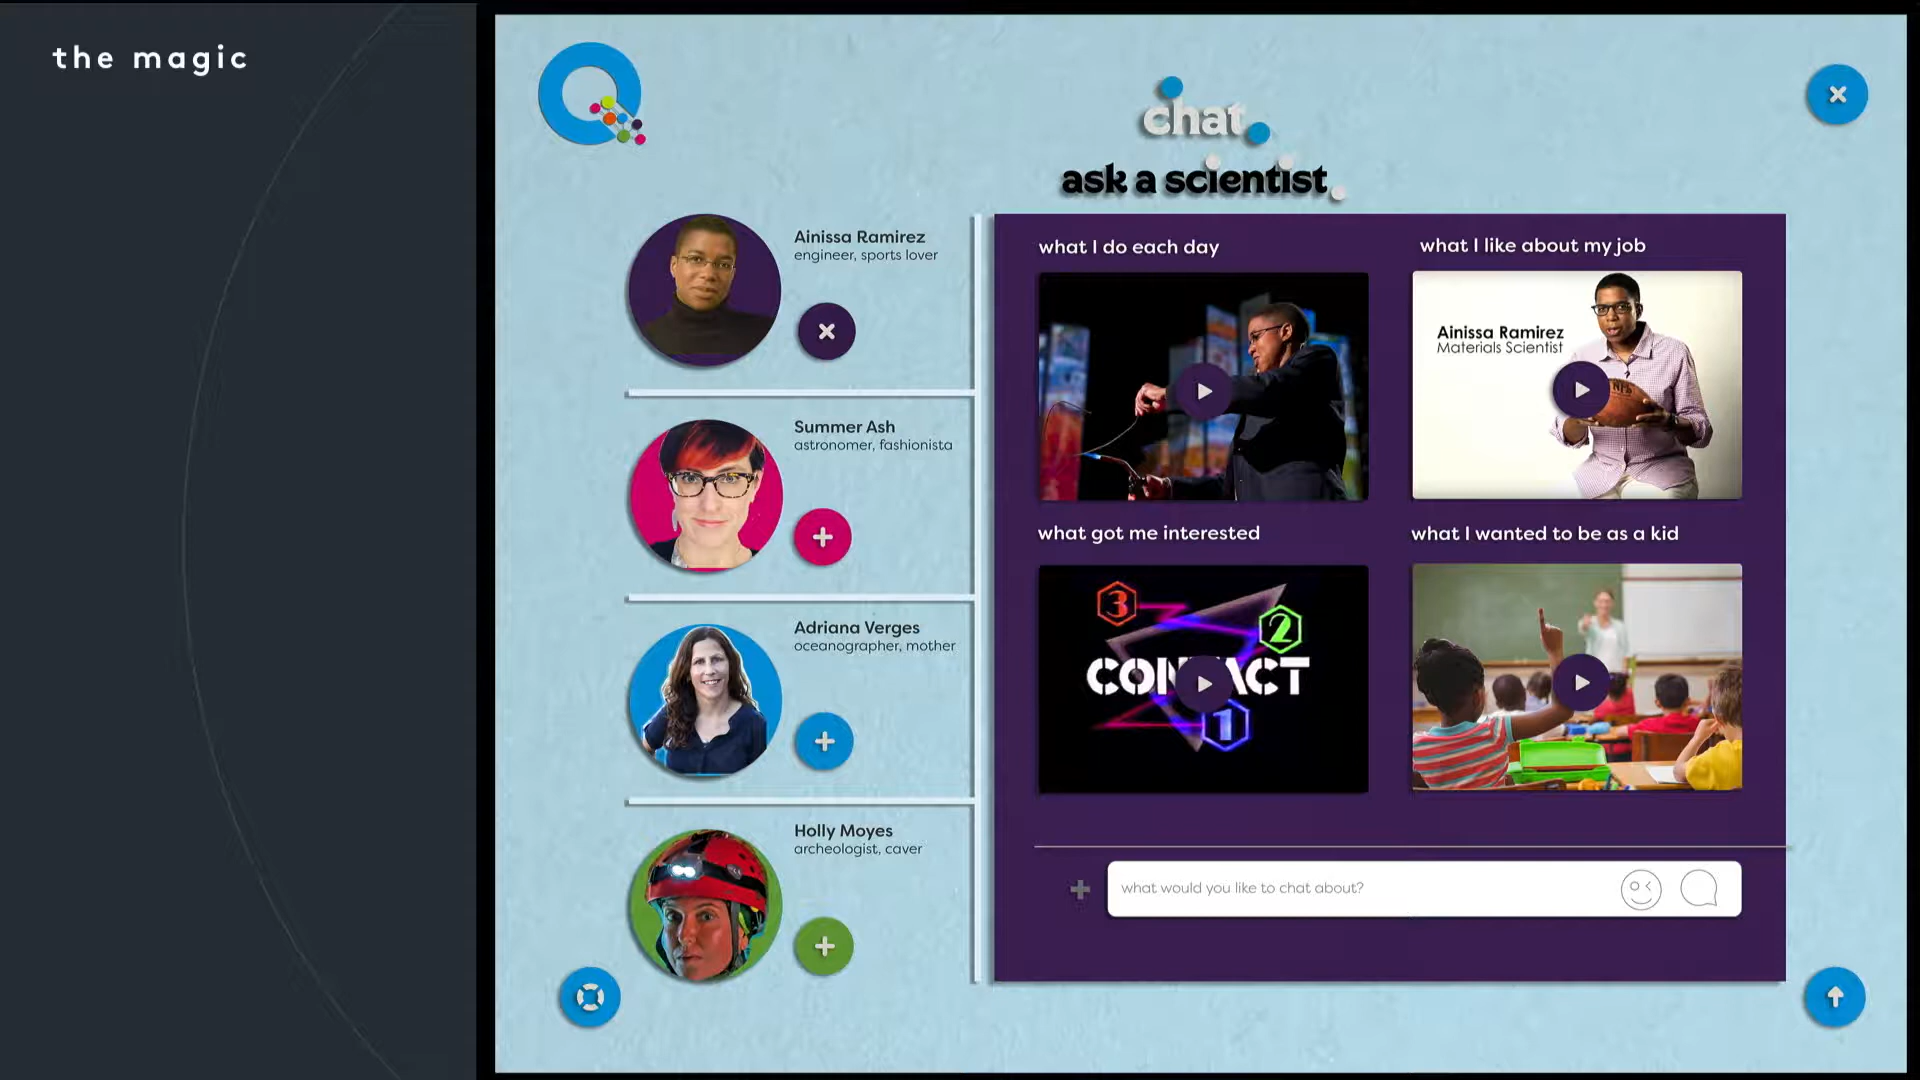 the magic
chat
ask a scientist
Ainissa Ramirez
engineer, sports lover
Summer Ash
astronomer, fashionista
Adriana Verges
oceanographer, mother
Holly Moyes
archeologist, caver
what I do each day
what I like about my job
Ainissa Ramirez
Materials Scientist
NFL
what got me interested
what I wanted to be as a kid
3
2
CONTACT
1
what would you like to chat about?